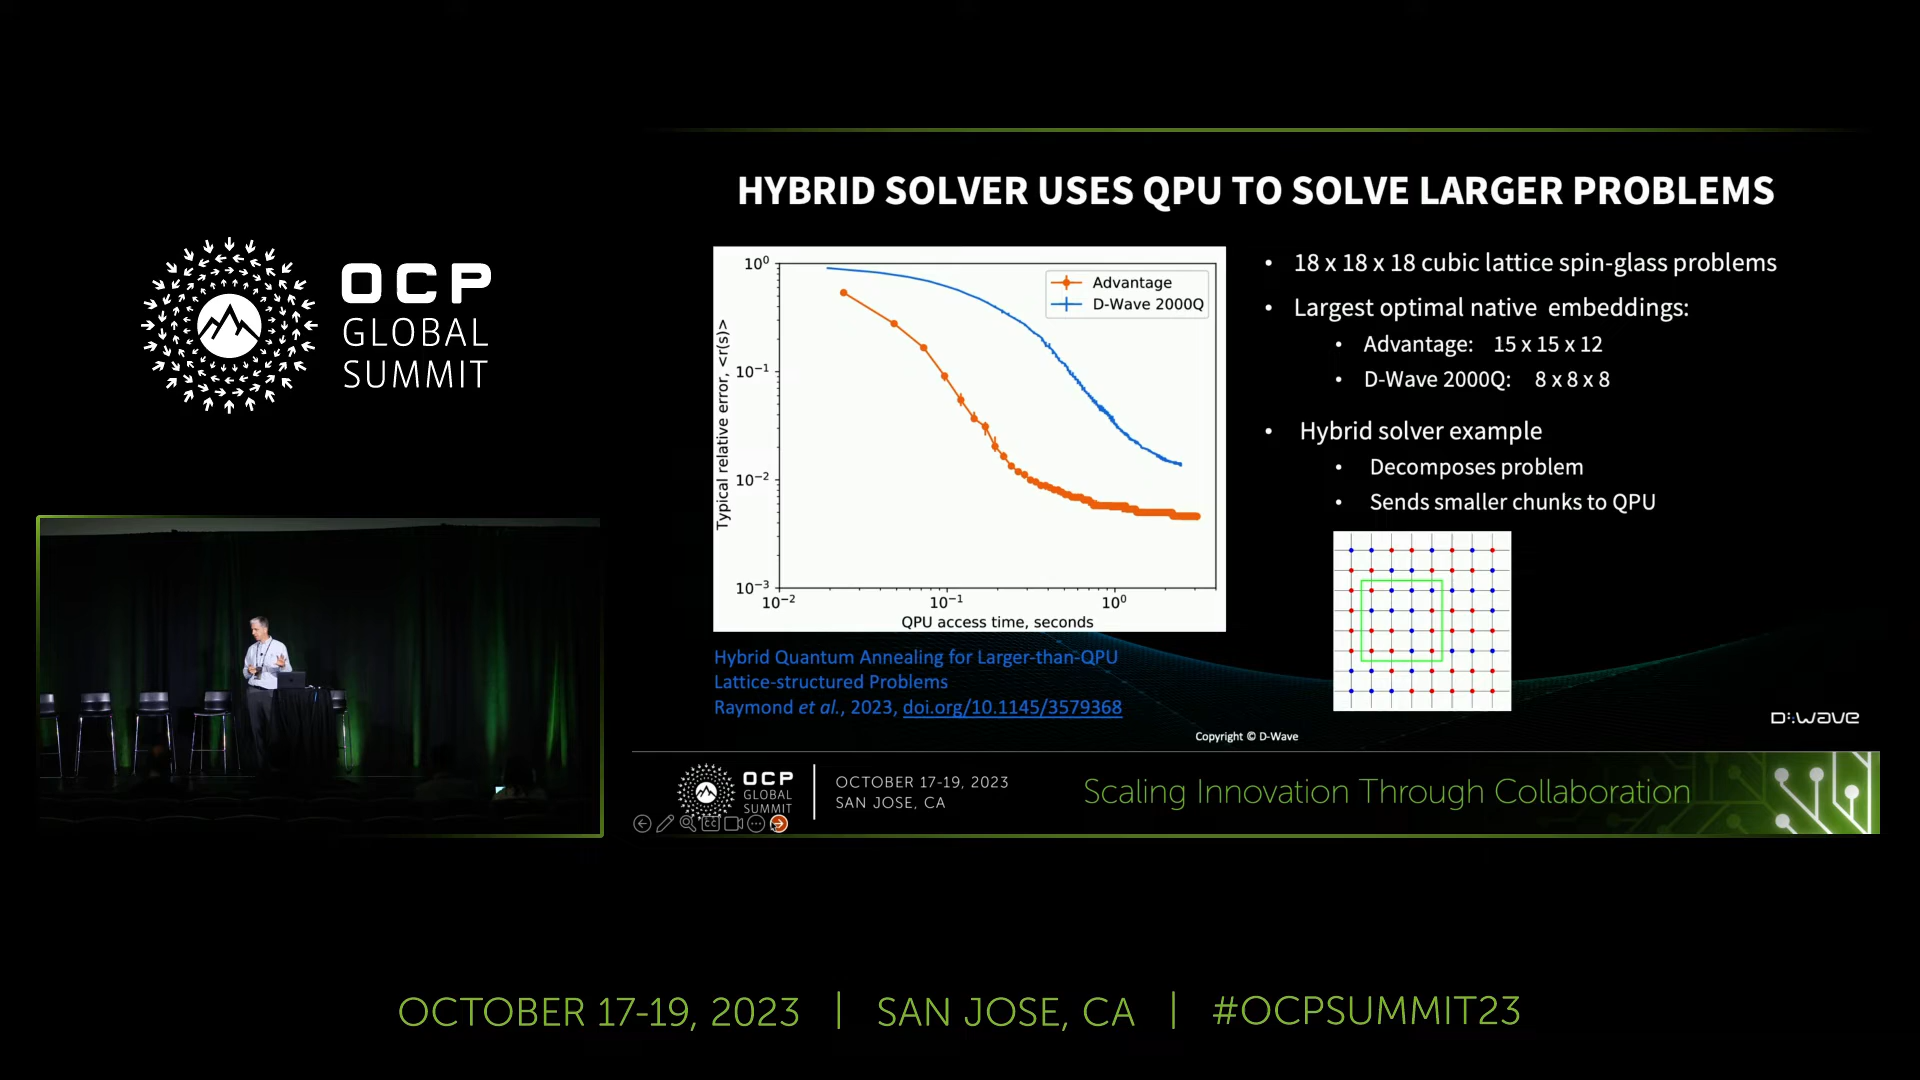 OCP
GLOBAL
SUMMIT
HYBRID SOLVER USES QPU TO SOLVE LARGER PROBLEMS
10⁰
10⁻¹
10⁻²
10⁻³
Typical relative error, <r(s)>
Advantage
D-Wave 2000Q
10⁻² 10⁻¹ 10⁰
QPU access time, seconds
Hybrid Quantum Annealing for Larger-than-QPU
Lattice-structured Problems
Raymond et al., 2023, doi.org/10.1145/3579368
• 18 x 18 x 18 cubic lattice spin-glass problems
• Largest optimal native embeddings:
• Advantage: 15 x 15 x 12
• D-Wave 2000Q: 8 x 8 x 8
• Hybrid solver example
• Decomposes problem
• Sends smaller chunks to QPU
D:wave
Copyright © D-Wave
OCP
GLOBAL
SUMMIT
OCTOBER 17-19, 2023
SAN JOSE, CA
Scaling Innovation Through Collaboration
CC
OCTOBER 17-19, 2023 | SAN JOSE, CA | #OCPSUMMIT23